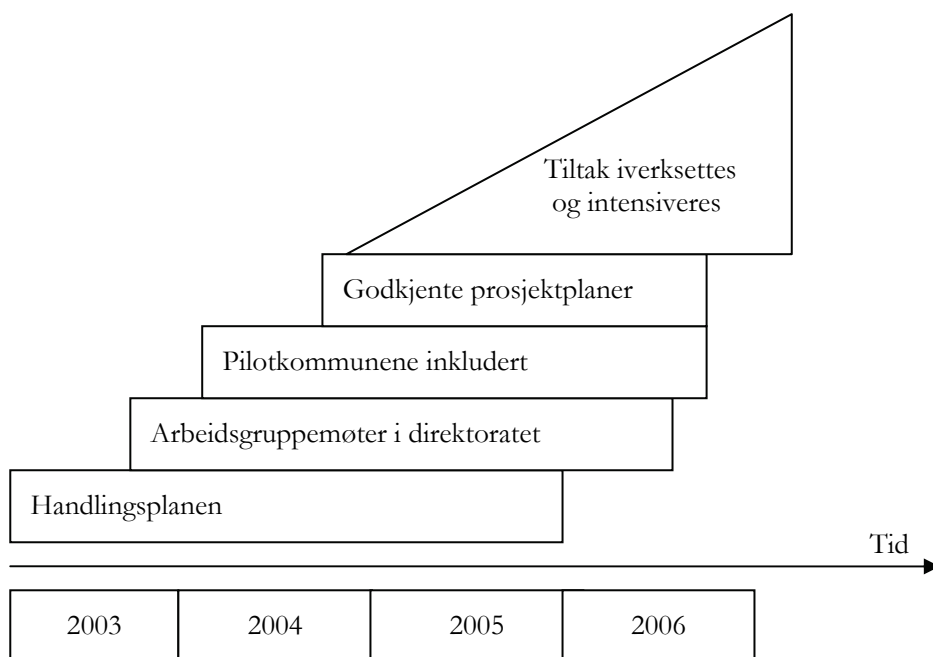 Tiltak iverksettes
og intensiveres
Godkjente prosjektplaner
Pilotkommunene inkludert
Arbeidsgruppemøter i direktoratet
Handlingsplanen
Tid
2003 2004 2005 2006